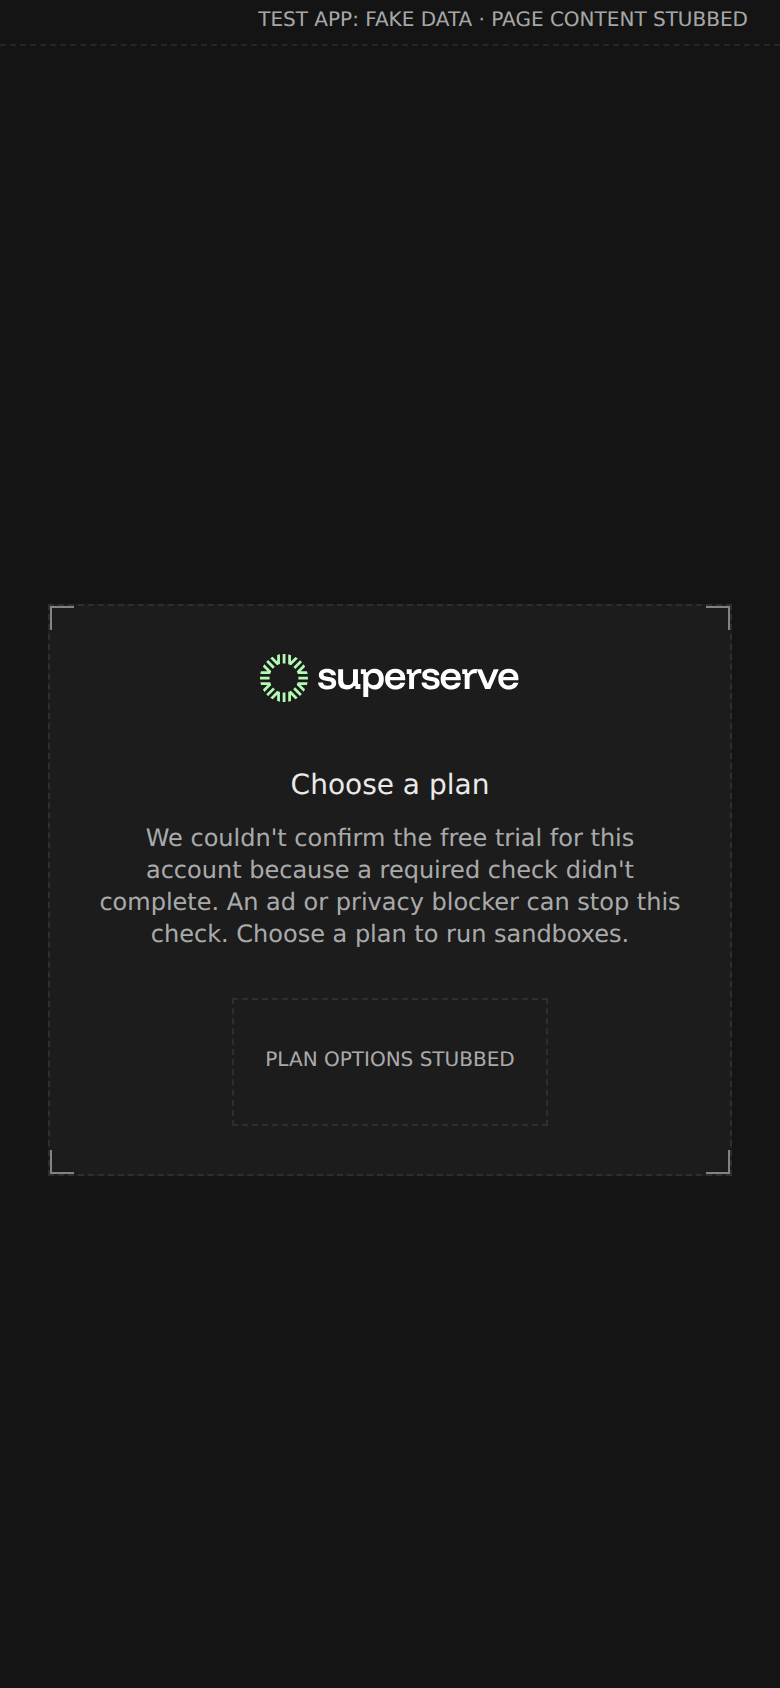 TEST APP: FAKE DATA · PAGE CONTENT STUBBED
superserve
Choose a plan
We couldn't confirm the free trial for this
account because a required check didn't
complete. An ad or privacy blocker can stop this
check. Choose a plan to run sandboxes.
PLAN OPTIONS STUBBED